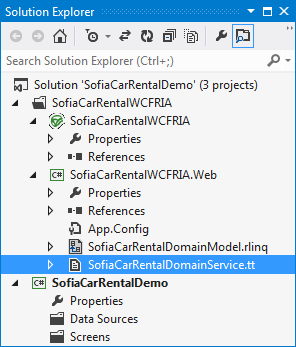 Solution Explorer
Search Solution Explorer (Ctrl+;)
Solution 'SofiaCarRentalDemo' (3 projects)
SofiaCarRentalWCFRIA
SofiaCarRentalWCFRIA
Properties
References
C# SofiaCarRentalWCFRIA.Web
Properties
References
App.Config
SofiaCarRentalDomainModel.rlinq
SofiaCarRentalDomainService.tt
C# SofiaCarRentalDemo
Properties
Data Sources
Screens